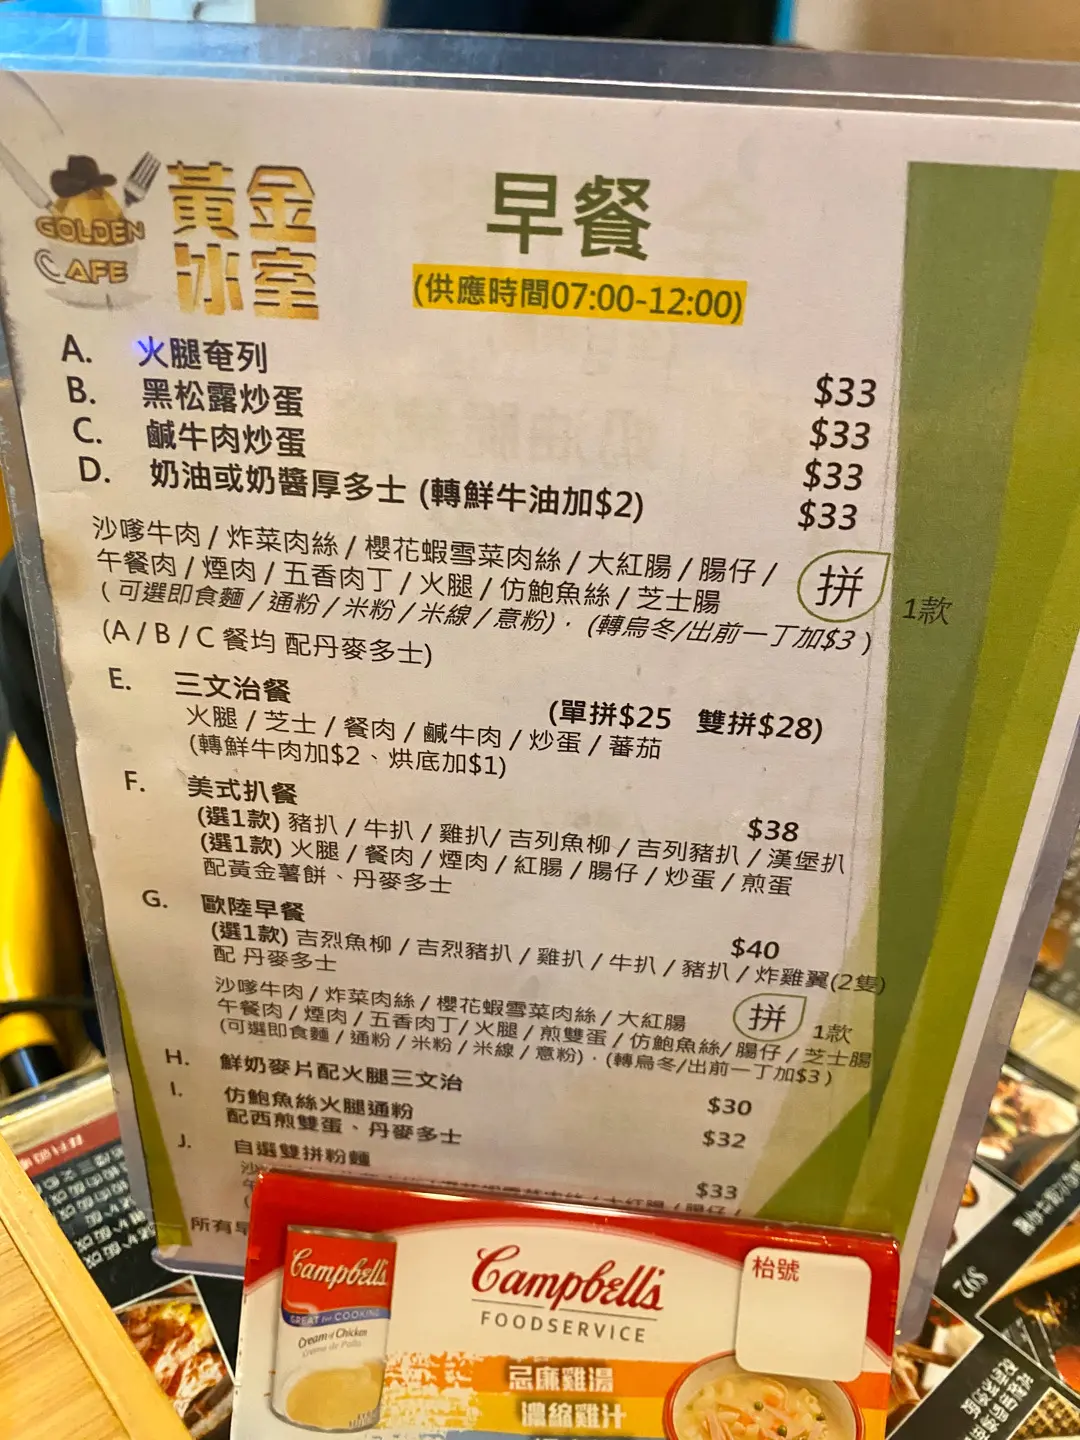 GOLDEN CAFE
黃金冰室
早餐
(供應時間07:00-12:00)
A. 火腿奄列 $33
B. 黑松露炒蛋 $33
C. 鹹牛肉炒蛋 $33
D. 奶油或奶醬厚多士 (轉鮮牛油加$2) $33
沙嗲牛肉 / 炸菜肉絲 / 櫻花蝦雪菜肉絲 / 大紅腸 / 腸仔 /
午餐肉 / 煙肉 / 五香肉丁 / 火腿 / 仿鮑魚絲 / 芝士腸
拼 1款
( 可選即食麵 / 通粉 / 米粉 / 米線 / 意粉)﹐ (轉烏冬/出前一丁加$3 )
(A / B / C 餐均 配丹麥多士)
E. 三文治餐 (單拼$25 雙拼$28)
火腿 / 芝士 / 餐肉 / 鹹牛肉 / 炒蛋 / 蕃茄
(轉鮮牛肉加$2、烘底加$1)
F. 美式扒餐 $38
(選1款) 豬扒 / 牛扒 / 雞扒/ 吉列魚柳 / 吉列豬扒 / 漢堡扒
(選1款) 火腿 / 餐肉 / 煙肉 / 紅腸 / 腸仔 / 炒蛋 / 煎蛋
配黃金薯餅、丹麥多士
G. 歐陸早餐 $40
(選1款) 吉烈魚柳 / 吉烈豬扒 / 雞扒 / 牛扒 / 豬扒 / 炸雞翼(2隻)
配 丹麥多士
沙嗲牛肉 / 炸菜肉絲 / 櫻花蝦雪菜肉絲 / 大紅腸
拼 1款
午餐肉 / 煙肉 / 五香肉丁/ 火腿 / 煎雙蛋 / 仿鮑魚絲/ 腸仔 / 芝士腸
(可選即食麵 / 通粉 / 米粉 / 米線 / 意粉)﹐(轉烏冬/出前一丁加$3 )
H. 鮮奶麥片配火腿三文治 $30
I. 仿鮑魚絲火腿通粉 $32
配西煎雙蛋、丹麥多士
J. 自選雙拼粉麵 $33
所有早
Campbell's
GREAT for COOKING
Cream of Chicken
Campbell's
FOODSERVICE
枱號
忌廉雞湯
濃縮雞汁